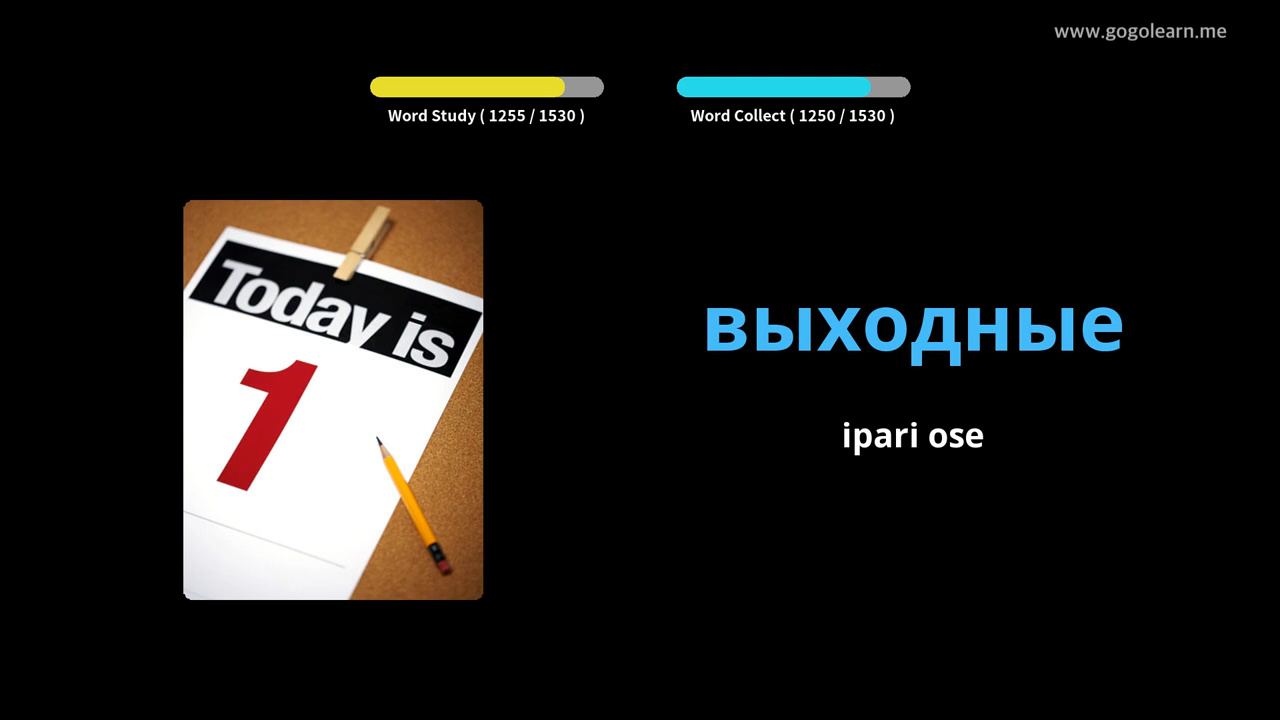 www.gogolearn.me
Word Study ( 1255 / 1530 )
Word Collect ( 1250 / 1530 )
Today is
1
выходные
ipari ose